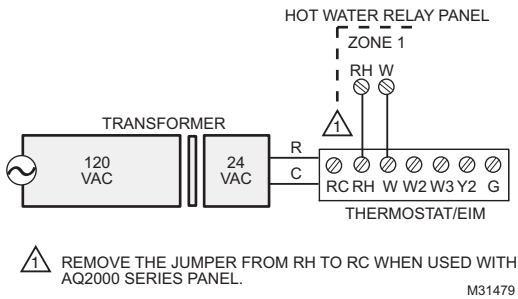 HOT WATER RELAY PANEL
ZONE 1
RH W
1
TRANSFORMER
120
VAC
24
VAC
R
C
RC RH W W2 W3 Y2 G
THERMOSTAT/EIM
1 REMOVE THE JUMPER FROM RH TO RC WHEN USED WITH
AQ2000 SERIES PANEL.
M31479